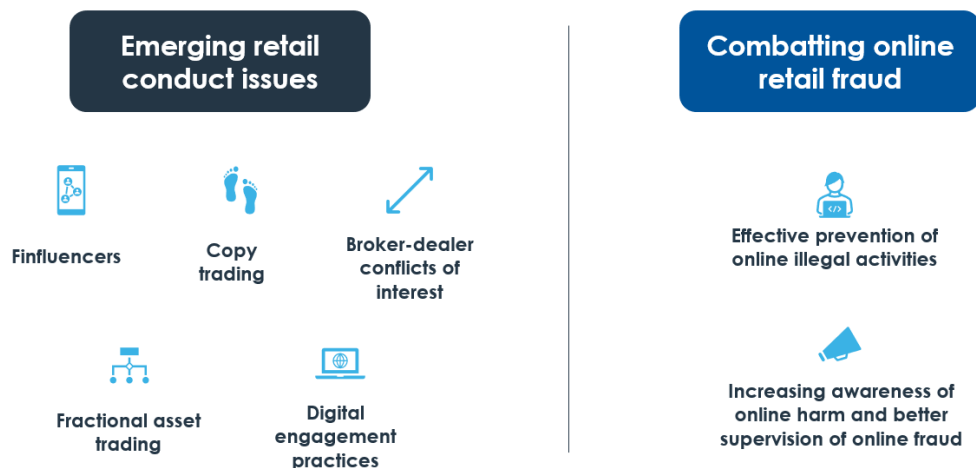 Emerging retail
conduct issues
Finfluencers
Copy
trading
Broker-dealer
conflicts of
interest
Fractional asset
trading
Digital
engagement
practices
Combatting online
retail fraud
</>
Effective prevention of
online illegal activities
Increasing awareness of
online harm and better
supervision of online fraud